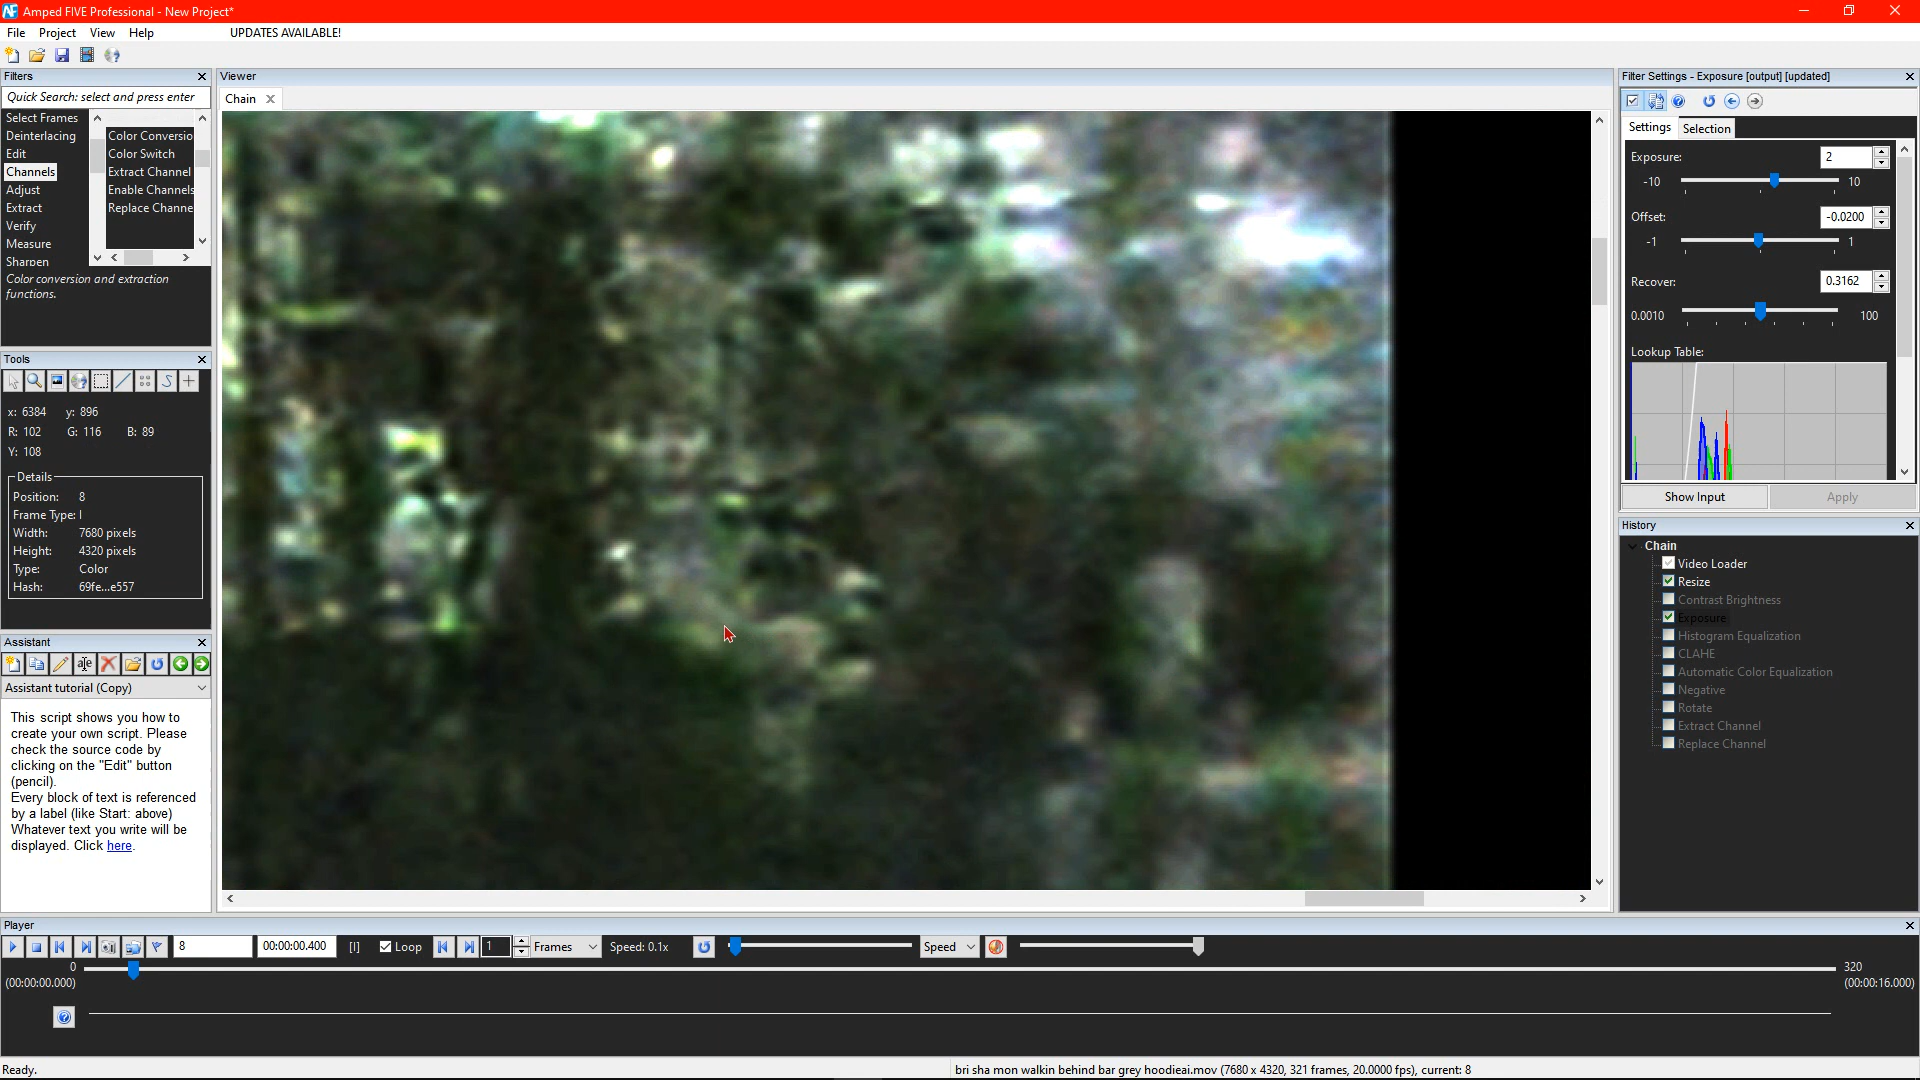 Amped FIVE Professional - New Project*
File Project View Help UPDATES AVAILABLE!
Filters
Quick Search: select and press enter
Select Frames
Deinterlacing
Edit
Channels
Adjust
Extract
Verify
Measure
Sharpen
Color Conversio
Color Switch
Extract Channel
Enable Channels
Replace Channe
Color conversion and extraction
functions.
Tools
x: 6384 y: 896
R: 102 G: 116 B: 89
Y: 108
Details
Position: 8
Frame Type: I
Width: 7680 pixels
Height: 4320 pixels
Type: Color
Hash: 69fe...e557
Assistant
Assistant tutorial (Copy)
This script shows you how to
create your own script. Please
check the source code by
clicking on the "Edit" button
(pencil).
Every block of text is referenced
by a label (like Start: above)
Whatever text you write will be
displayed. Click here.
Viewer
Chain
Filter Settings - Exposure [output] [updated]
Settings Selection
Exposure: 2
-10 10
Offset: -0.0200
-1 1
Recover: 0.3162
0.0010 100
Lookup Table:
Show Input Apply
History
Chain
Video Loader
Resize
Contrast Brightness
Exposure
Histogram Equalization
CLAHE
Automatic Color Equalization
Negative
Rotate
Extract Channel
Replace Channel
Player
8 00:00:00.400 [I] Loop 1 Frames Speed: 0.1x Speed
0 320
(00:00:00.000) (00:00:16.000)
Ready. bri sha mon walkin behind bar grey hoodieai.mov (7680 x 4320, 321 frames, 20.0000 fps), current: 8